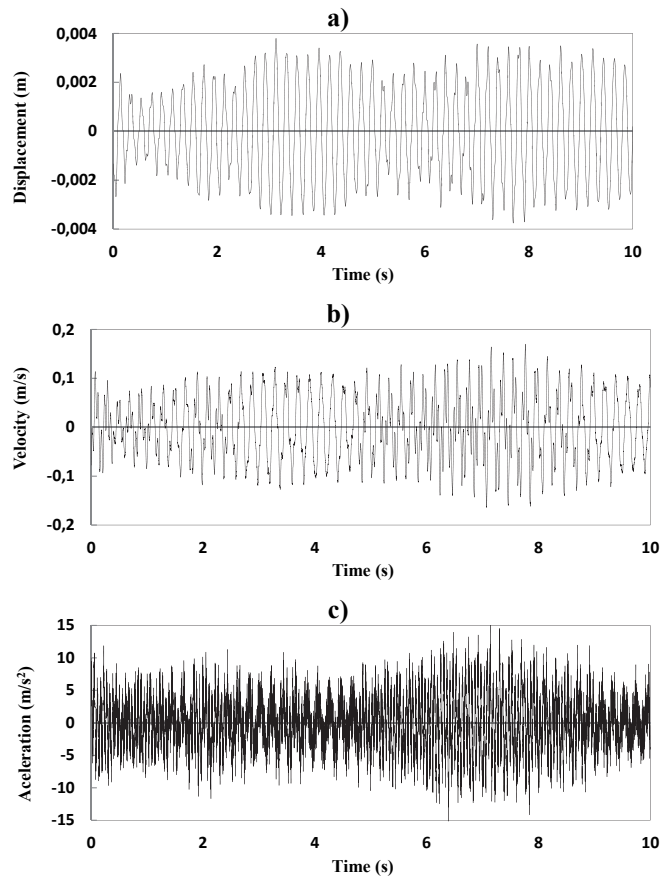 a)
0,004
0,002
0
-0,002
-0,004
Displacement (m)
0 2 4 6 8 10
Time (s)
b)
0,2
0,1
0
-0,1
-0,2
Velocity (m/s)
0 2 4 6 8 10
Time (s)
c)
15
10
5
0
-5
-10
-15
Aceleration (m/s²)
0 2 4 6 8 10
Time (s)